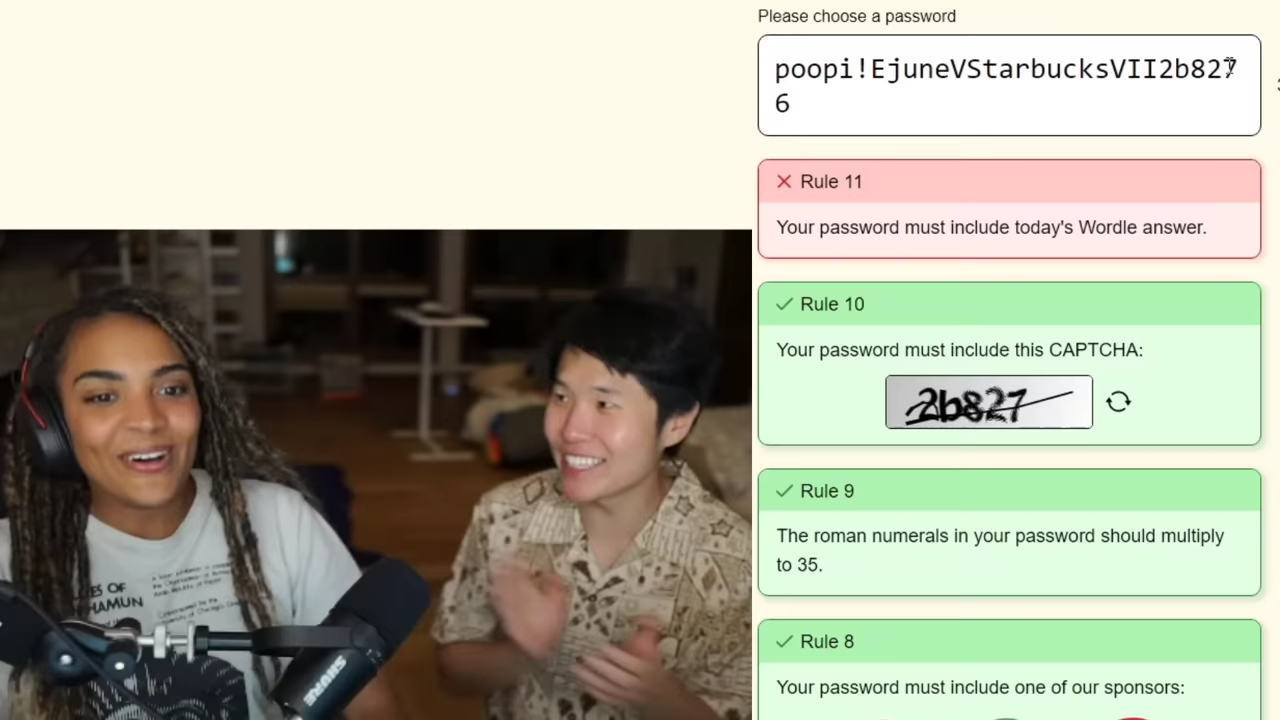 Please choose a password
poopi!EjuneVStarbucksVII2b827
6
Rule 11
Your password must include today's Wordle answer.
Rule 10
Your password must include this CAPTCHA:
2b827
Rule 9
The roman numerals in your password should multiply
to 35.
Rule 8
Your password must include one of our sponsors:
SHURE